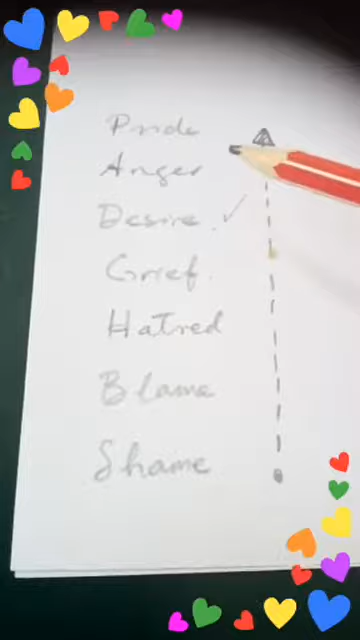 Pride
Anger
Desire. ✓
Grief.
Hatred
Blame
Shame